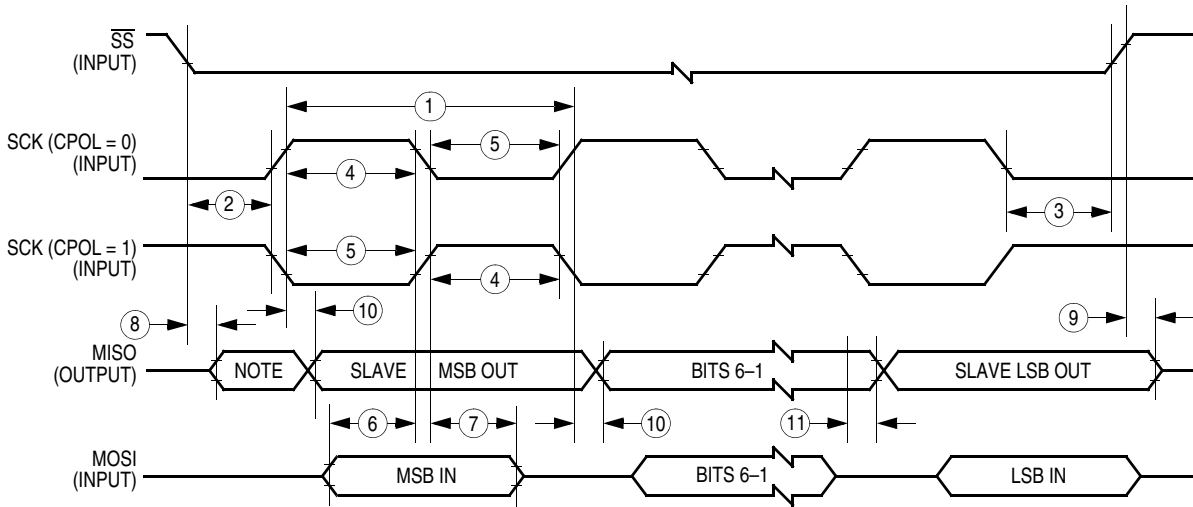 SS
(INPUT)
1
SCK (CPOL = 0)
(INPUT)
5
4
2
3
SCK (CPOL = 1)
(INPUT)
5
4
8
10
9
MISO
(OUTPUT)
NOTE
SLAVE
MSB OUT
BITS 6–1
SLAVE LSB OUT
6
7
10
11
MOSI
(INPUT)
MSB IN
BITS 6–1
LSB IN